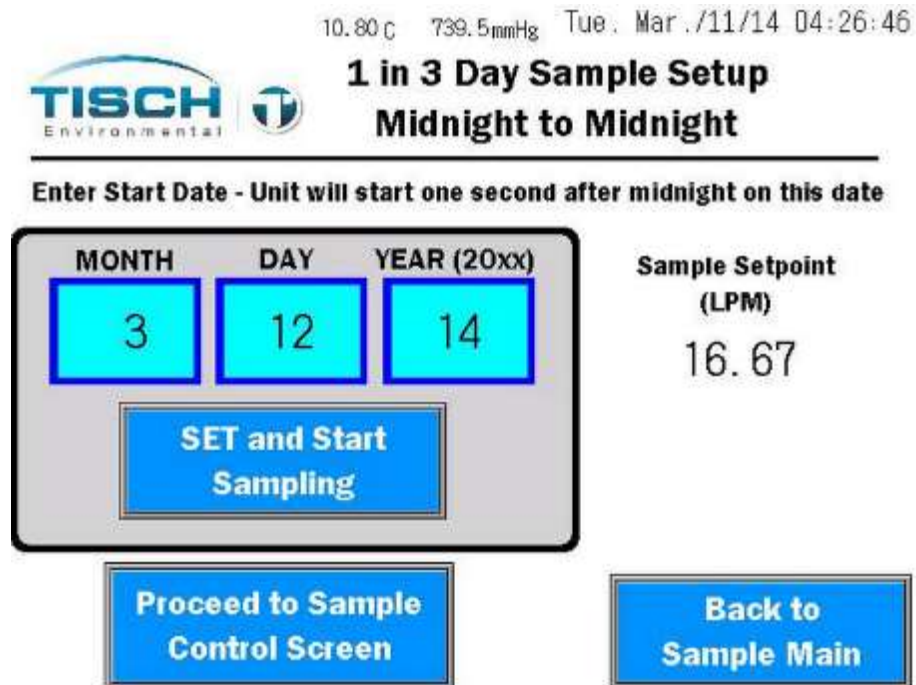 10.80 C 739.5mmHg Tue. Mar./11/14 04:26:46
TISCH
Environmental
1 in 3 Day Sample Setup
Midnight to Midnight
Enter Start Date - Unit will start one second after midnight on this date
MONTH DAY YEAR (20xx)
3 12 14
SET and Start
Sampling
Sample Setpoint
(LPM)
16.67
Proceed to Sample
Control Screen
Back to
Sample Main